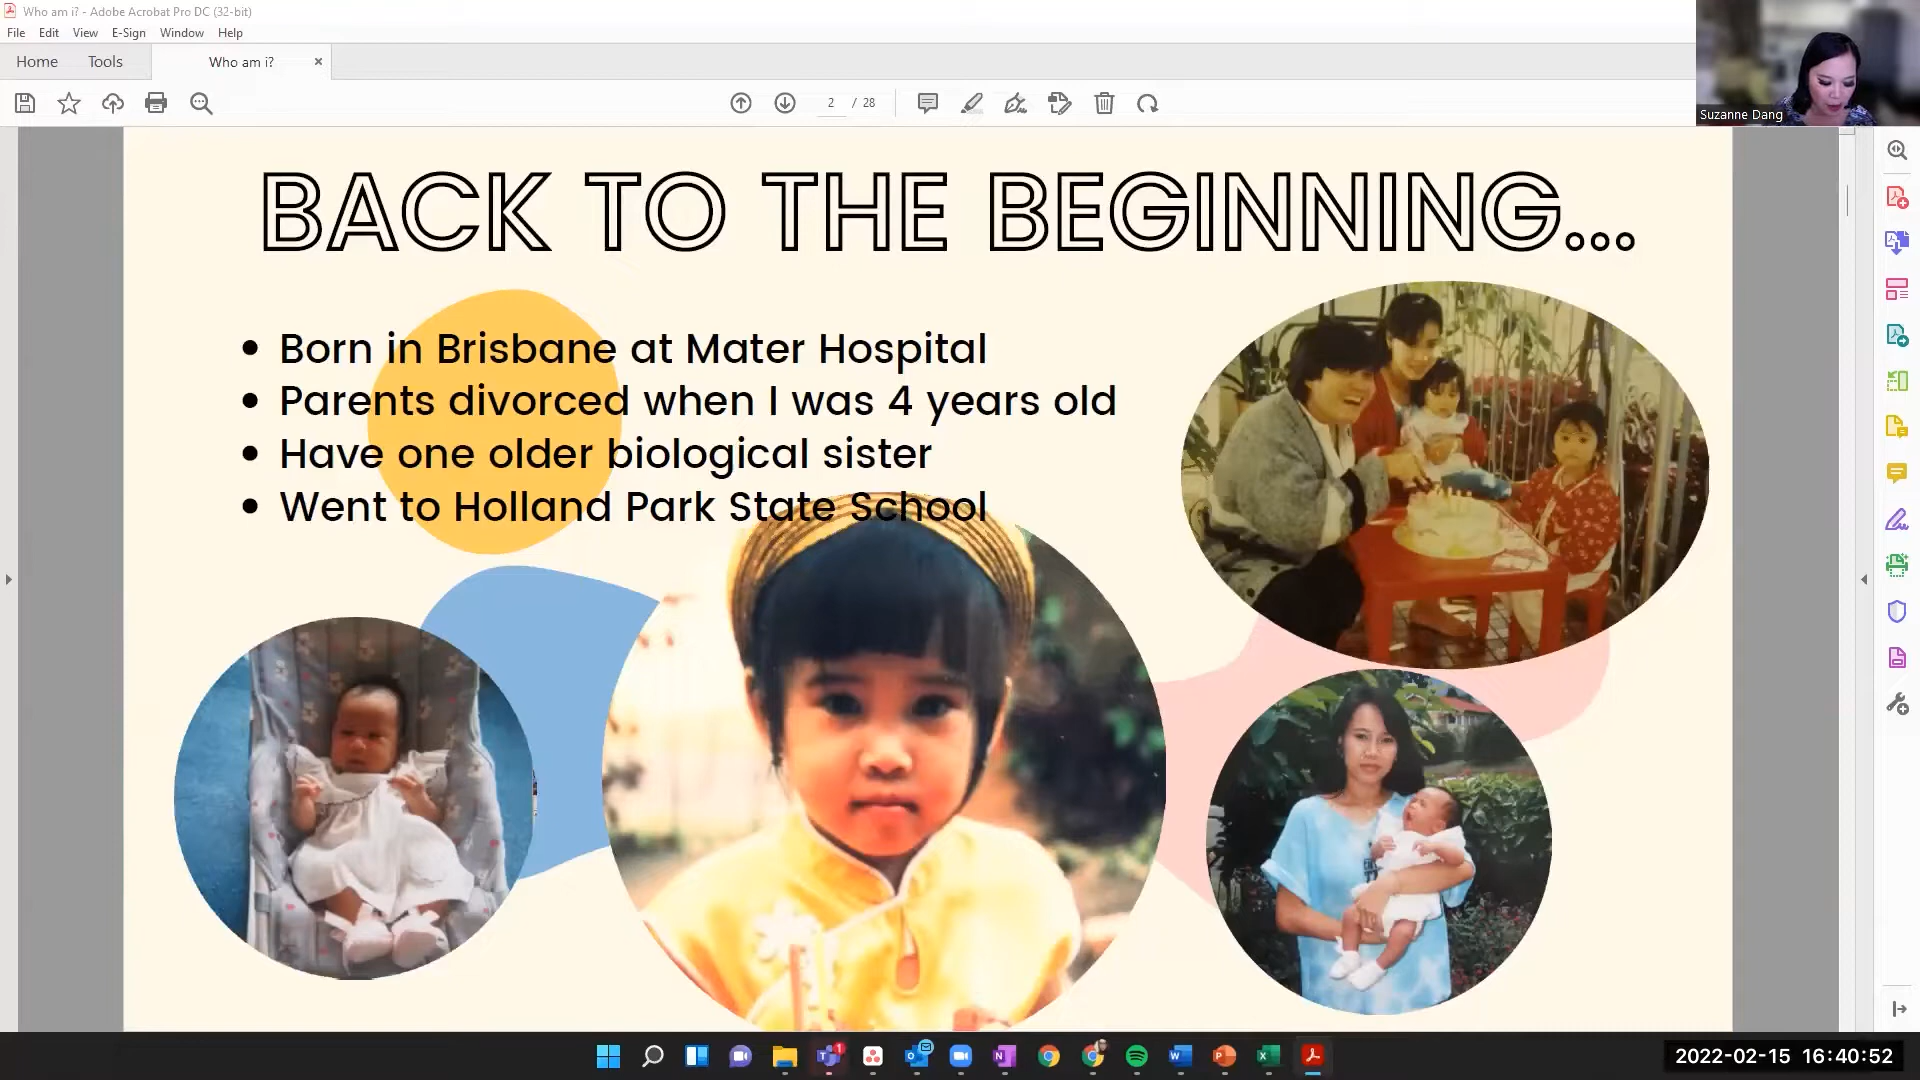 Who am i? - Adobe Acrobat Pro DC (32-bit)
File Edit View E-Sign Window Help
Home Tools Who am i?
2 / 28
Suzanne Dang
BACK TO THE BEGINNING...
• Born in Brisbane at Mater Hospital
• Parents divorced when I was 4 years old
• Have one older biological sister
• Went to Holland Park State School
2022-02-15 16:40:52